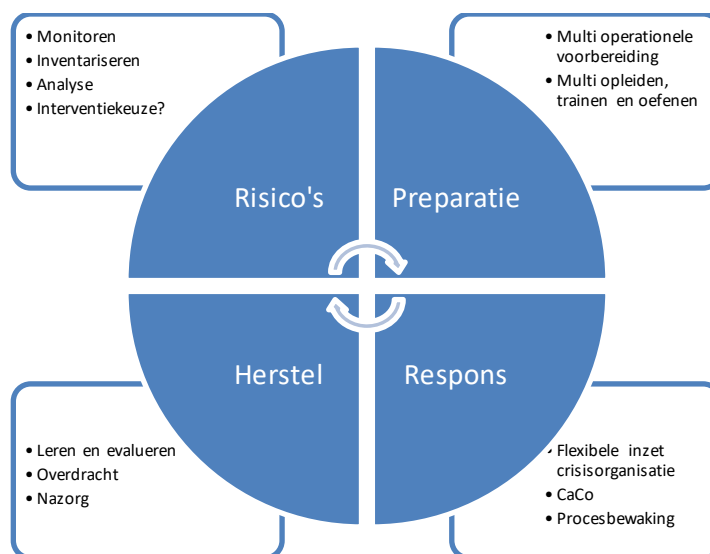 • Monitoren
• Inventariseren
• Analyse
• Interventiekeuze?
• Multi operationele
voorbereiding
• Multi opleiden,
trainen en oefenen
Risico's
Preparatie
Herstel
Respons
• Leren en evalueren
• Overdracht
• Nazorg
• Flexibele inzet
crisisorganisatie
• CaCo
• Procesbewaking